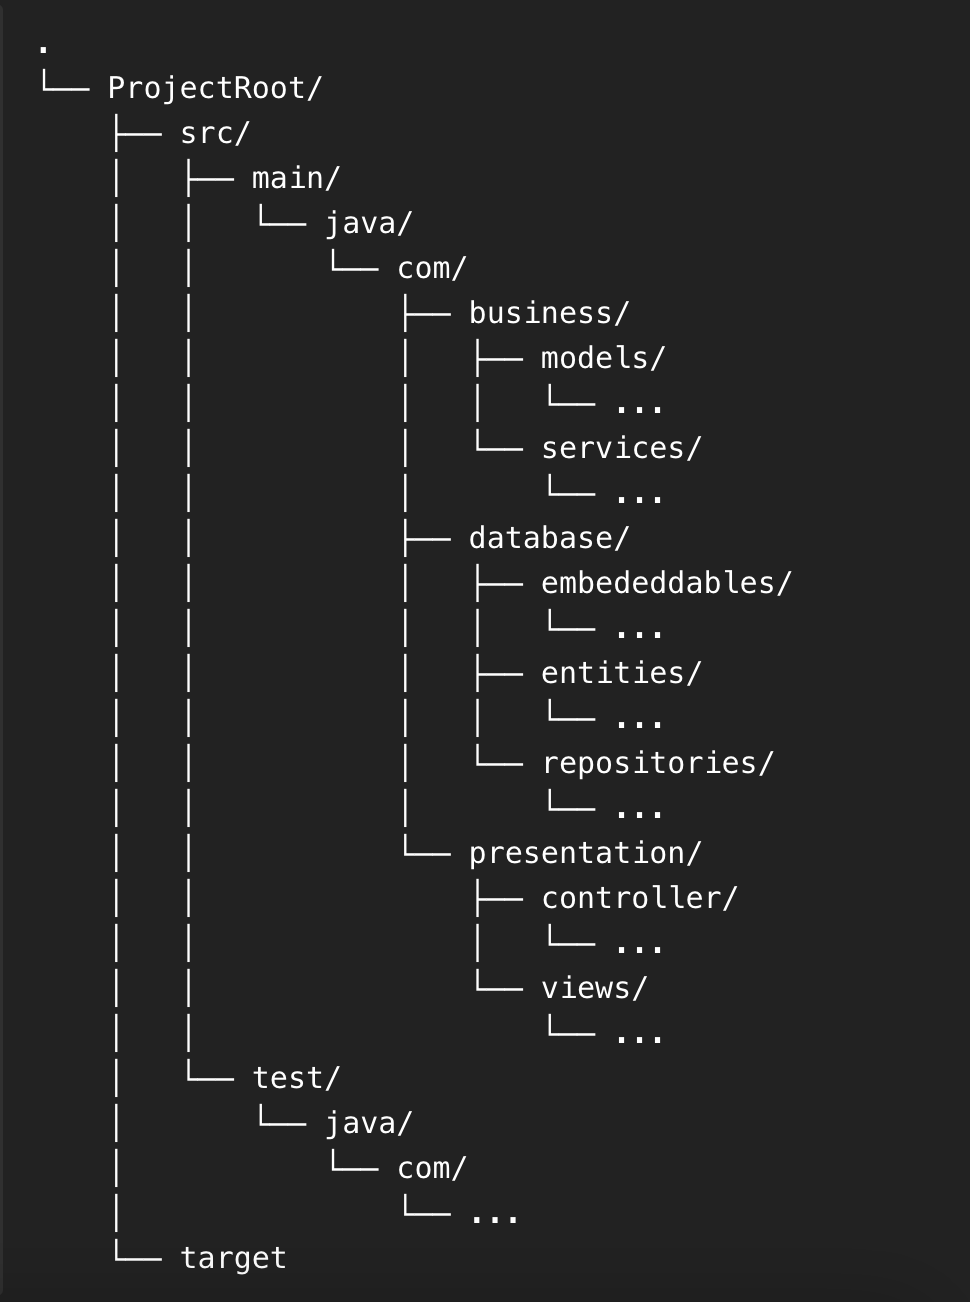 .
└── ProjectRoot/
    ├── src/
    │   ├── main/
    │   │   └── java/
    │   │       └── com/
    │   │           ├── business/
    │   │           │   ├── models/
    │   │           │   │   └── ...
    │   │           │   └── services/
    │   │           │       └── ...
    │   │           ├── database/
    │   │           │   ├── embededdables/
    │   │           │   │   └── ...
    │   │           │   ├── entities/
    │   │           │   │   └── ...
    │   │           │   └── repositories/
    │   │           │       └── ...
    │   │           └── presentation/
    │   │               ├── controller/
    │   │               │   └── ...
    │   │               └── views/
    │   │                   └── ...
    │   └── test/
    │       └── java/
    │           └── com/
    │               └── ...
    └── target